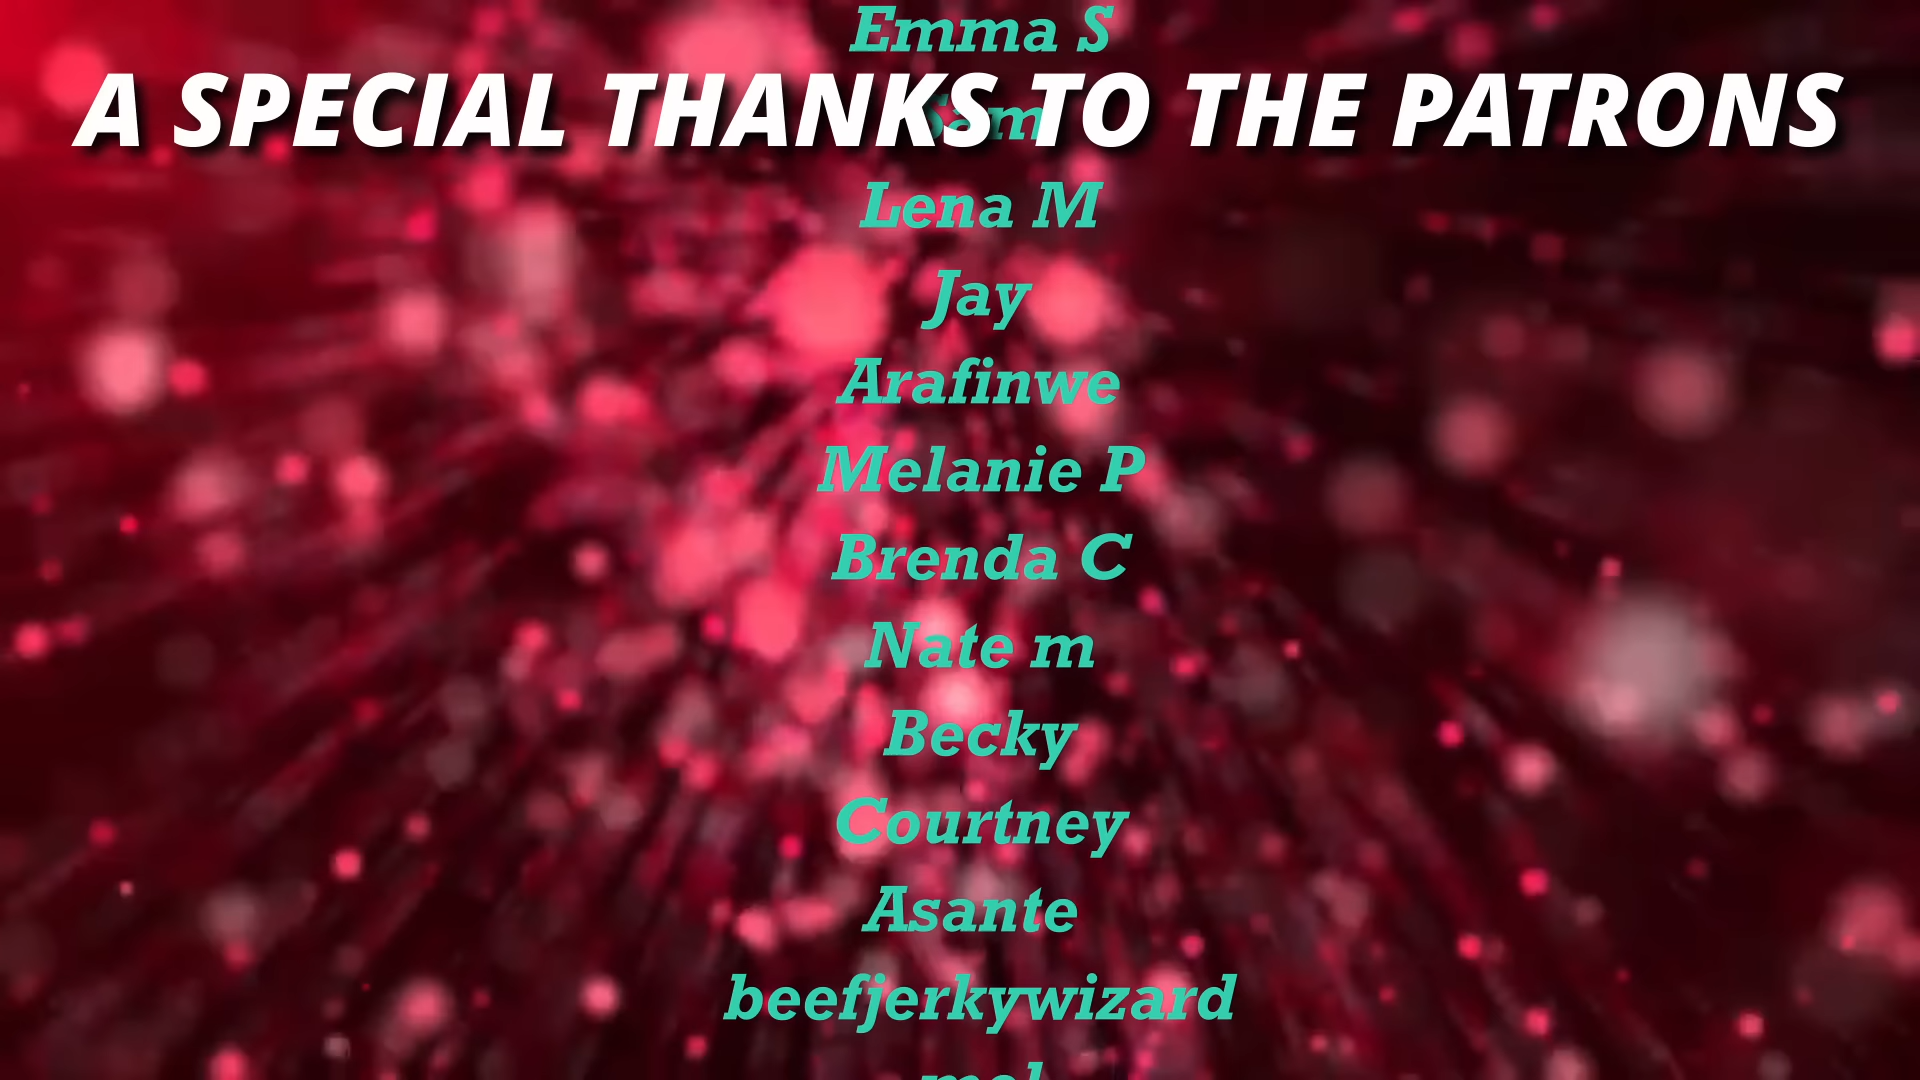 Emma S
A SPECIAL THANKS TO THE PATRONS
Lena M
Jay
Arafinwe
Melanie P
Brenda C
Nate m
Becky
Courtney
Asante
beefjerkywizard